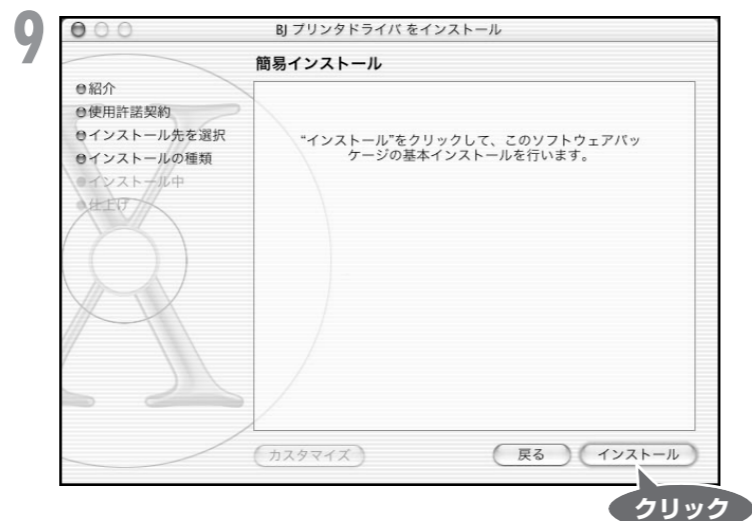 9
BJ プリンタドライバ をインストール
簡易インストール
紹介
使用許諾契約
インストール先を選択
インストールの種類
インストール中
仕上げ
“インストール”をクリックして、このソフトウェアパッ
ケージの基本インストールを行います。
カスタマイズ
戻る
インストール
クリック